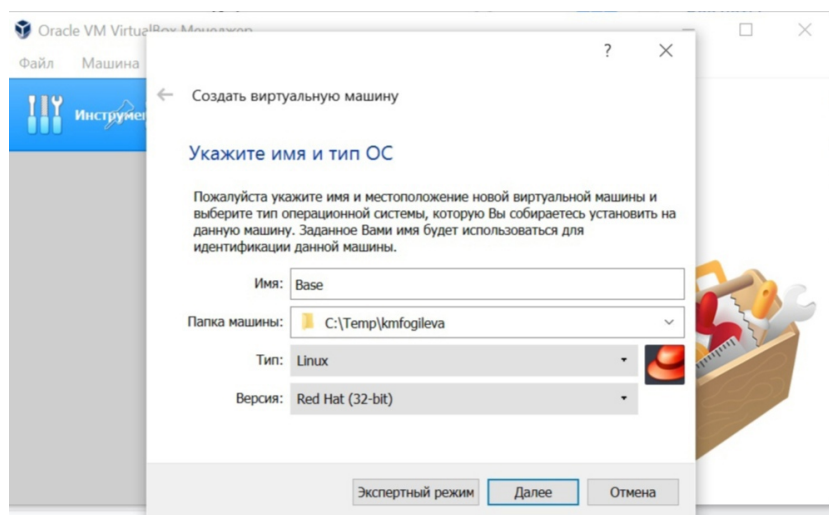 Oracle VM VirtualBox Менеджер
Файл Машина
Инструмен
? ×
← Создать виртуальную машину
Укажите имя и тип ОС
Пожалуйста укажите имя и местоположение новой виртуальной машины и
выберите тип операционной системы, которую Вы собираетесь установить на
данную машину. Заданное Вами имя будет использоваться для
идентификации данной машины.
Имя: Base
Папка машины: C:\Temp\kmfogileva
Тип: Linux
Версия: Red Hat (32-bit)
Экспертный режим Далее Отмена